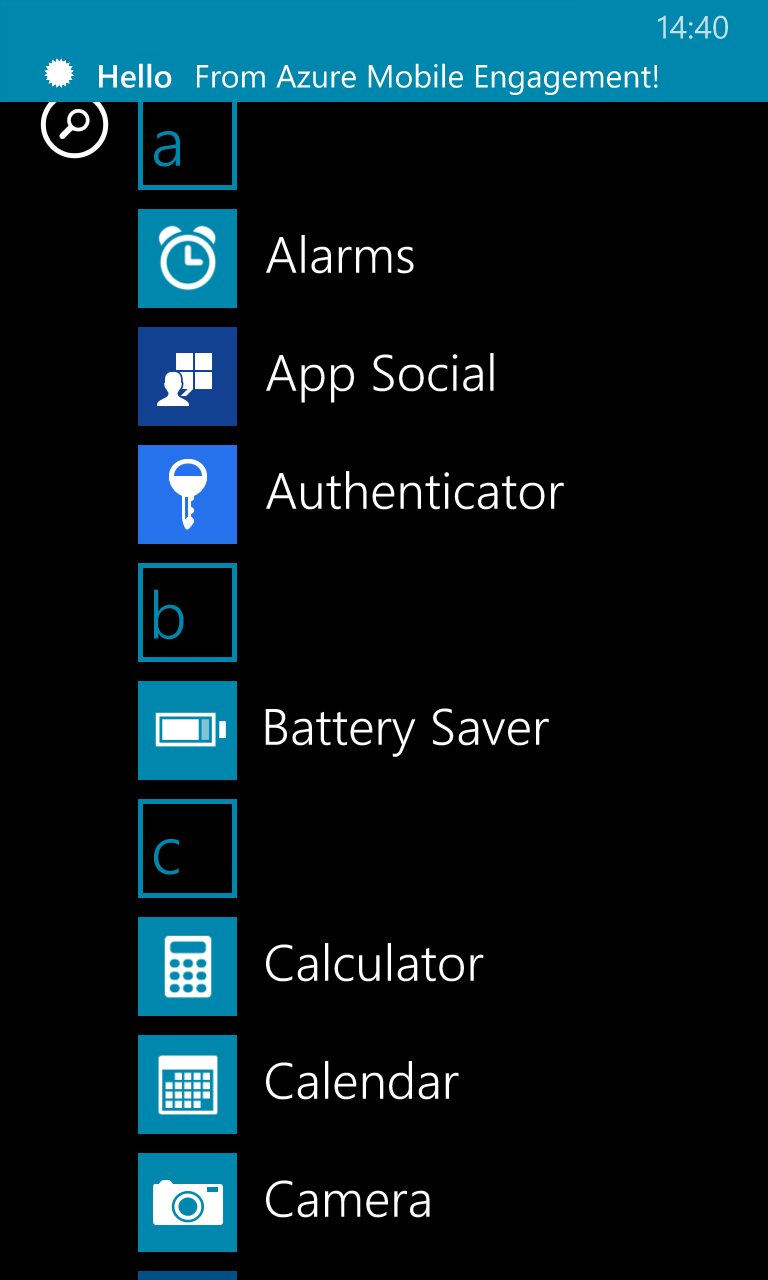 14:40
Hello From Azure Mobile Engagement!
a
Alarms
App Social
Authenticator
b
Battery Saver
c
Calculator
Calendar
Camera